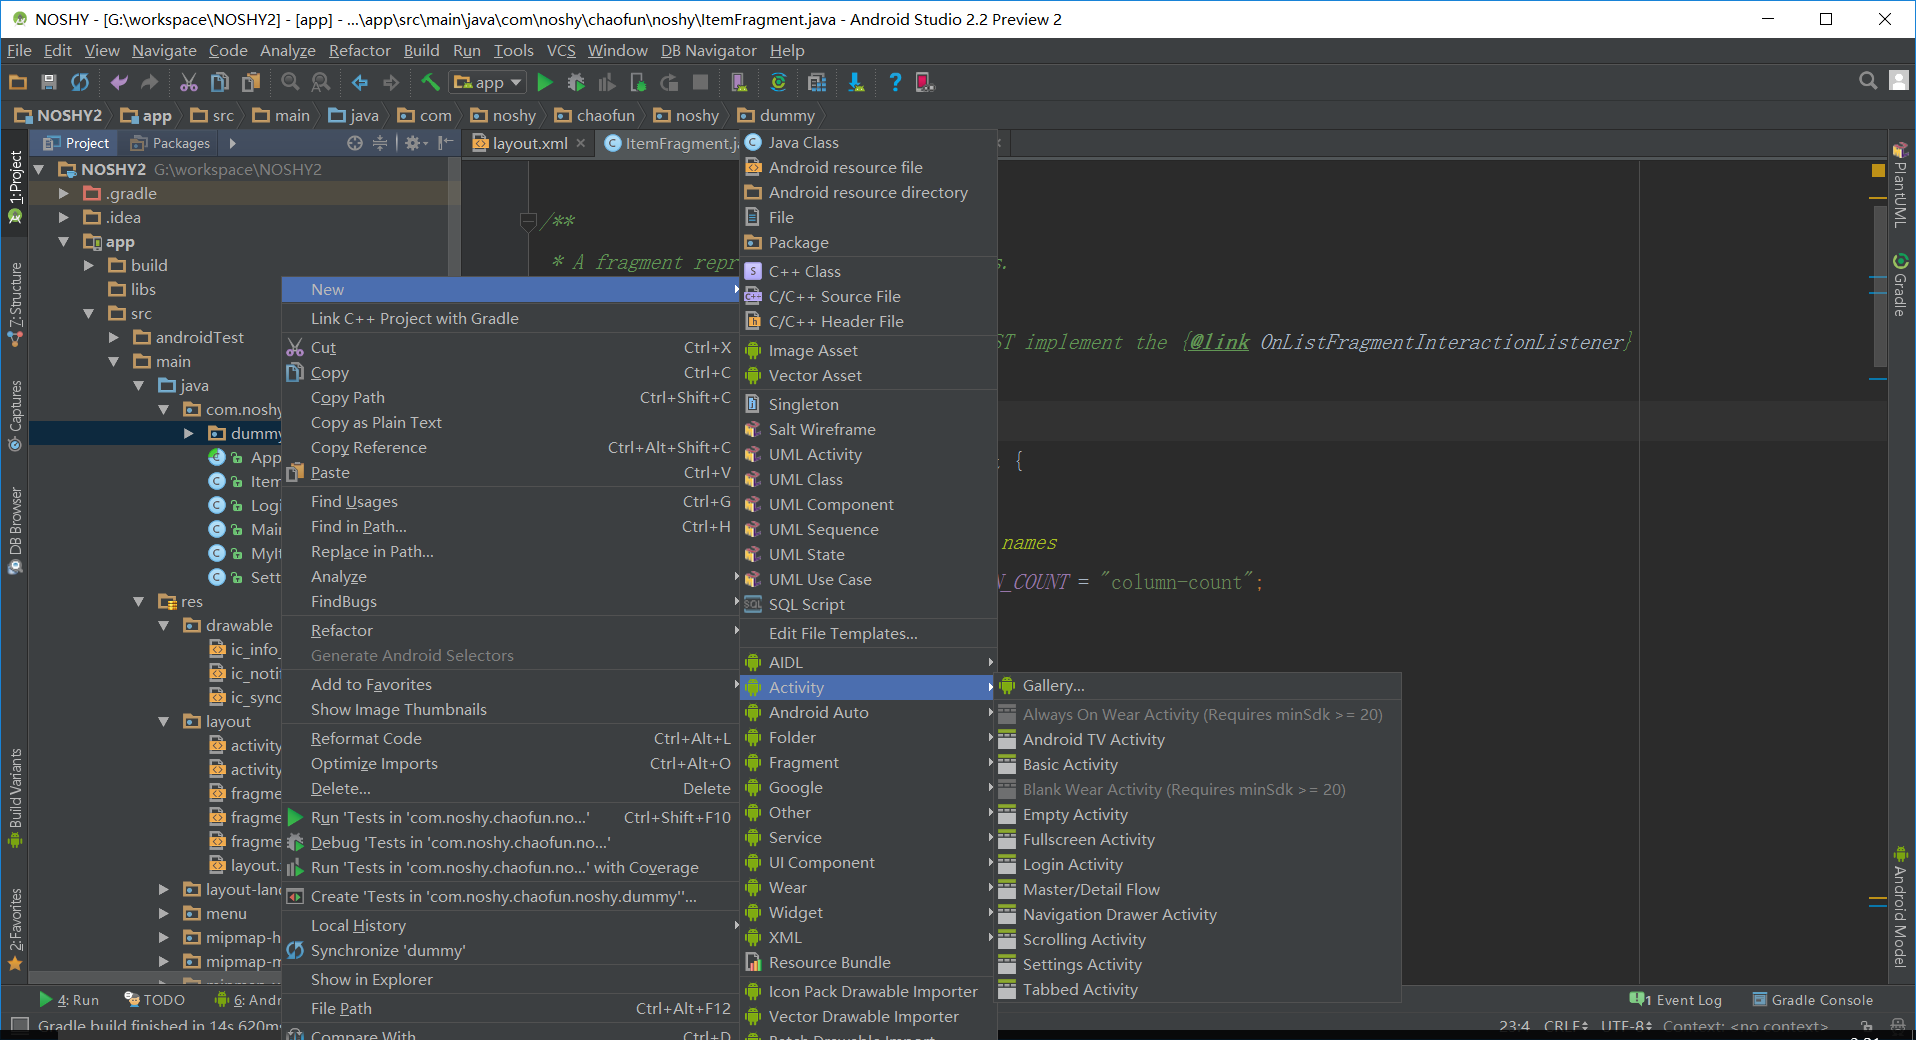 NOSHY - [G:\workspace\NOSHY2] - [app] - ...\app\src\main\java\com\noshy\chaofun\noshy\ItemFragment.java - Android Studio 2.2 Preview 2
File Edit View Navigate Code Analyze Refactor Build Run Tools VCS Window DB Navigator Help
app
NOSHY2 app src main java com noshy chaofun noshy dummy
Project Packages
layout.xml ItemFragment.j
1: Project
Z: Structure
Captures
DB Browser
Build Variants
2: Favorites
NOSHY2 G:\workspace\NOSHY2
.gradle
.idea
app
build
libs
src
androidTest
main
java
com.noshy
dummy
App
Item
Logi
Mai
MyIt
Sett
res
drawable
ic_info_
ic_notif
ic_sync
layout
activity
activity
fragme
fragme
fragme
layout.
layout-lan
menu
mipmap-h
mipmap-m
New
Link C++ Project with Gradle
Cut Ctrl+X
Copy Ctrl+C
Copy Path Ctrl+Shift+C
Copy as Plain Text
Copy Reference Ctrl+Alt+Shift+C
Paste Ctrl+V
Find Usages Ctrl+G
Find in Path... Ctrl+H
Replace in Path...
Analyze
FindBugs
Refactor
Generate Android Selectors
Add to Favorites
Show Image Thumbnails
Reformat Code Ctrl+Alt+L
Optimize Imports Ctrl+Alt+O
Delete... Delete
Run 'Tests in 'com.noshy.chaofun.no...' Ctrl+Shift+F10
Debug 'Tests in 'com.noshy.chaofun.no...'
Run 'Tests in 'com.noshy.chaofun.no...' with Coverage
Create 'Tests in 'com.noshy.chaofun.noshy.dummy''...
Local History
Synchronize 'dummy'
Show in Explorer
File Path Ctrl+Alt+F12
Compare With Ctrl+D
Java Class
Android resource file
Android resource directory
File
Package
C++ Class
C/C++ Source File
C/C++ Header File
Image Asset
Vector Asset
Singleton
Salt Wireframe
UML Activity
UML Class
UML Component
UML Sequence
UML State
UML Use Case
SQL Script
Edit File Templates...
AIDL
Activity
Android Auto
Folder
Fragment
Google
Other
Service
UI Component
Wear
Widget
XML
Resource Bundle
Icon Pack Drawable Importer
Vector Drawable Importer
Batch Drawable Import
Gallery...
Always On Wear Activity (Requires minSdk >= 20)
Android TV Activity
Basic Activity
Blank Wear Activity (Requires minSdk >= 20)
Empty Activity
Fullscreen Activity
Login Activity
Master/Detail Flow
Navigation Drawer Activity
Scrolling Activity
Settings Activity
Tabbed Activity
/**
* A fragment repr s.
ST implement the {@link OnListFragmentInteractionListener}
{
names
N_COUNT = "column-count";
PlantUML
Gradle
Android Model
4: Run TODO 6: Andr
1 Event Log Gradle Console
Gradle build finished in 14s 620m
23:4 CRLF UTF-8 Context: <no context>